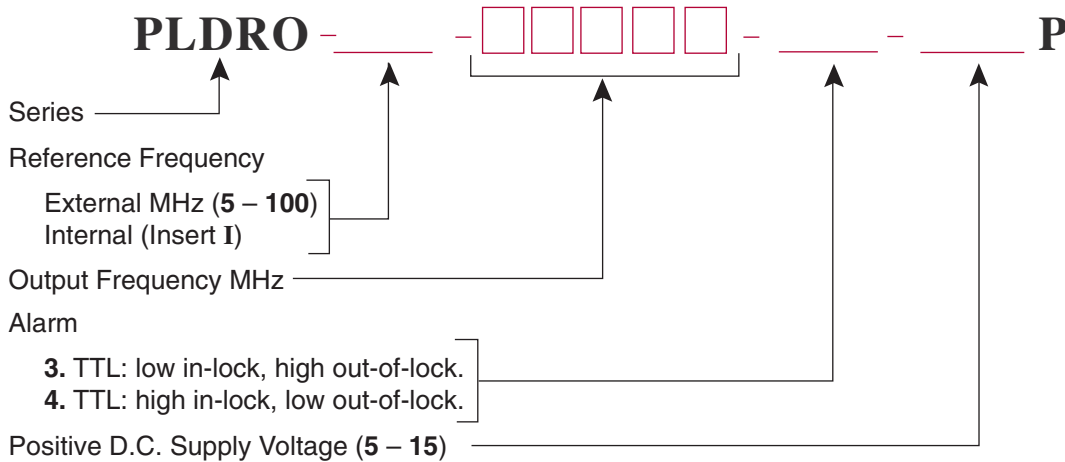 PLDRO - ____ - □□□□□ - ____ - ____ P
Series
Reference Frequency
External MHz (5 – 100)
Internal (Insert I)
Output Frequency MHz
Alarm
3. TTL: low in-lock, high out-of-lock.
4. TTL: high in-lock, low out-of-lock.
Positive D.C. Supply Voltage (5 – 15)